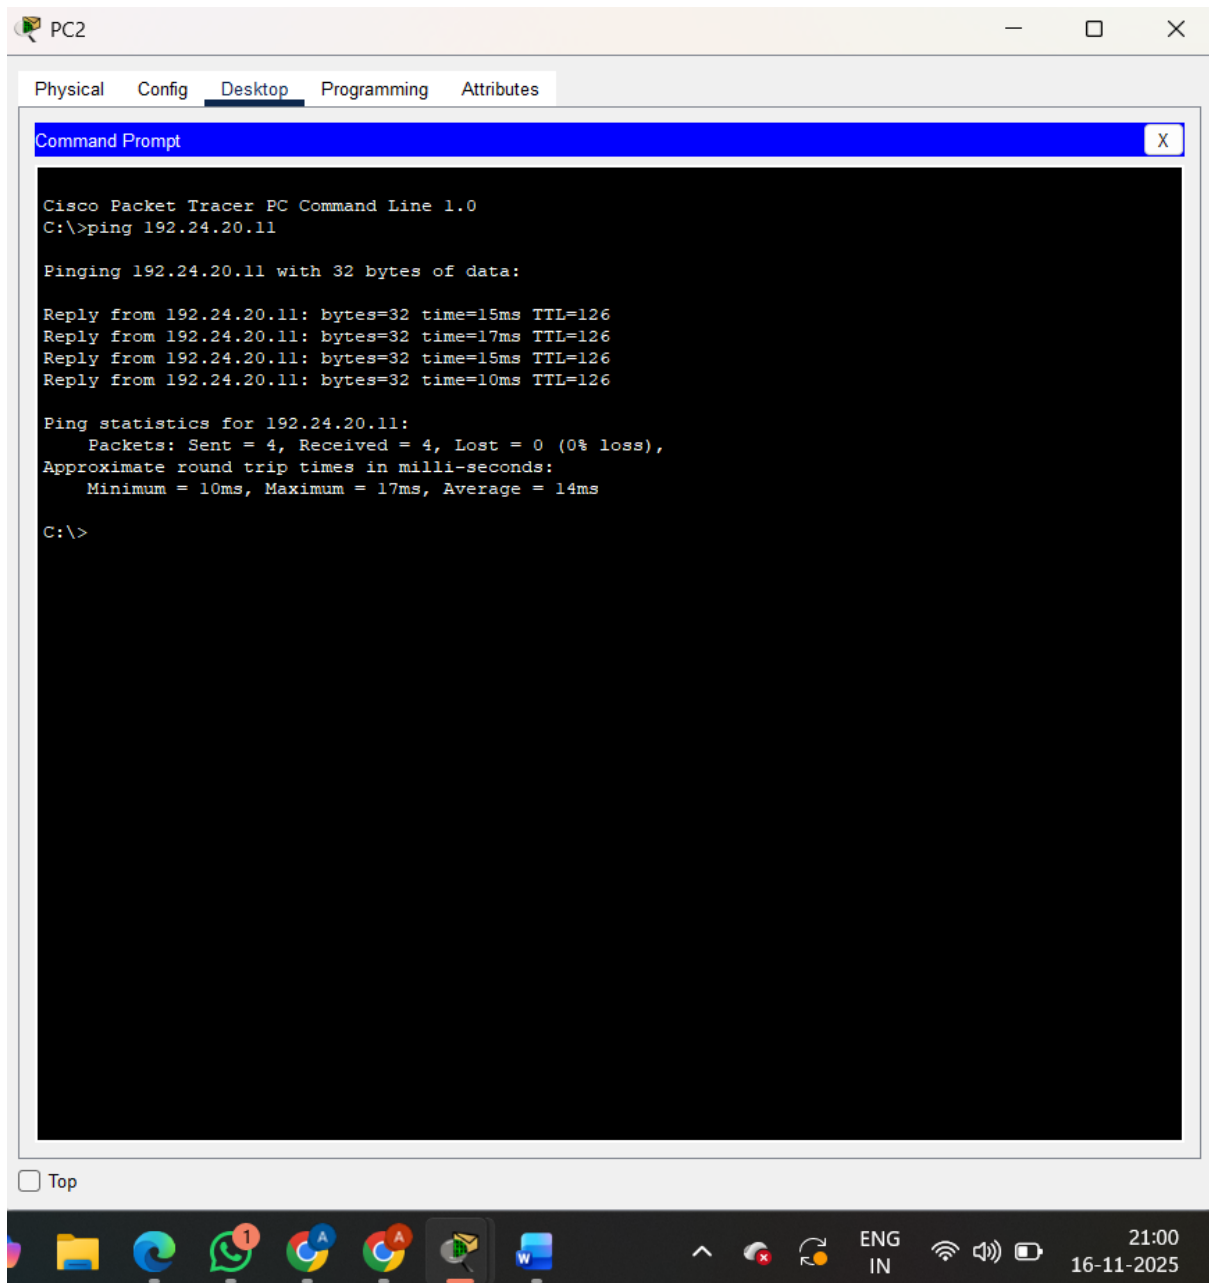 PC2
Physical Config Desktop Programming Attributes
Command Prompt
X
Cisco Packet Tracer PC Command Line 1.0
C:\>ping 192.24.20.11
Pinging 192.24.20.11 with 32 bytes of data:
Reply from 192.24.20.11: bytes=32 time=15ms TTL=126
Reply from 192.24.20.11: bytes=32 time=17ms TTL=126
Reply from 192.24.20.11: bytes=32 time=15ms TTL=126
Reply from 192.24.20.11: bytes=32 time=10ms TTL=126
Ping statistics for 192.24.20.11:
Packets: Sent = 4, Received = 4, Lost = 0 (0% loss),
Approximate round trip times in milli-seconds:
Minimum = 10ms, Maximum = 17ms, Average = 14ms
C:\>
Top
1
A
A
W
ENG
IN
21:00
16-11-2025